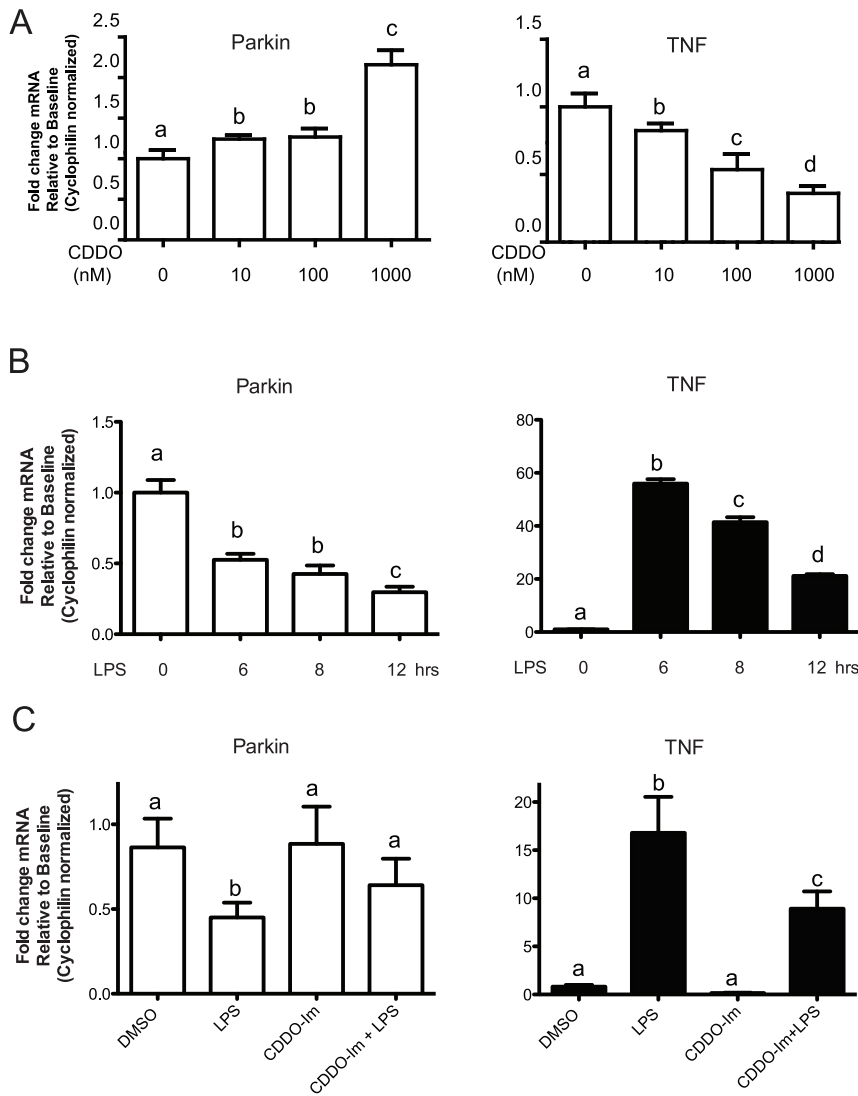 A
Parkin
TNF
Fold change mRNA
Relative to Baseline
(Cyclophilin normalized)
2.5
2.0
1.5
1.0
0.5
0.0
a
b
b
c
CDDO
(nM)
0
10
100
1000
1.5
1.0
0.5
0.0
a
b
c
d
CDDO
(nM)
0
10
100
1000
B
Parkin
TNF
Fold change mRNA
Relative to Baseline
(Cyclophilin normalized)
1.5
1.0
0.5
0.0
a
b
b
c
LPS
0
6
8
12 hrs
80
60
40
20
0
a
b
c
d
LPS
0
6
8
12 hrs
C
Parkin
TNF
Fold change mRNA
Relative to Baseline
(Cyclophilin normalized)
1.0
0.5
0.0
a
b
a
a
DMSO
LPS
CDDO-Im
CDDO-Im + LPS
20
15
10
5
0
a
b
a
c
DMSO
LPS
CDDO-Im
CDDO-Im+LPS